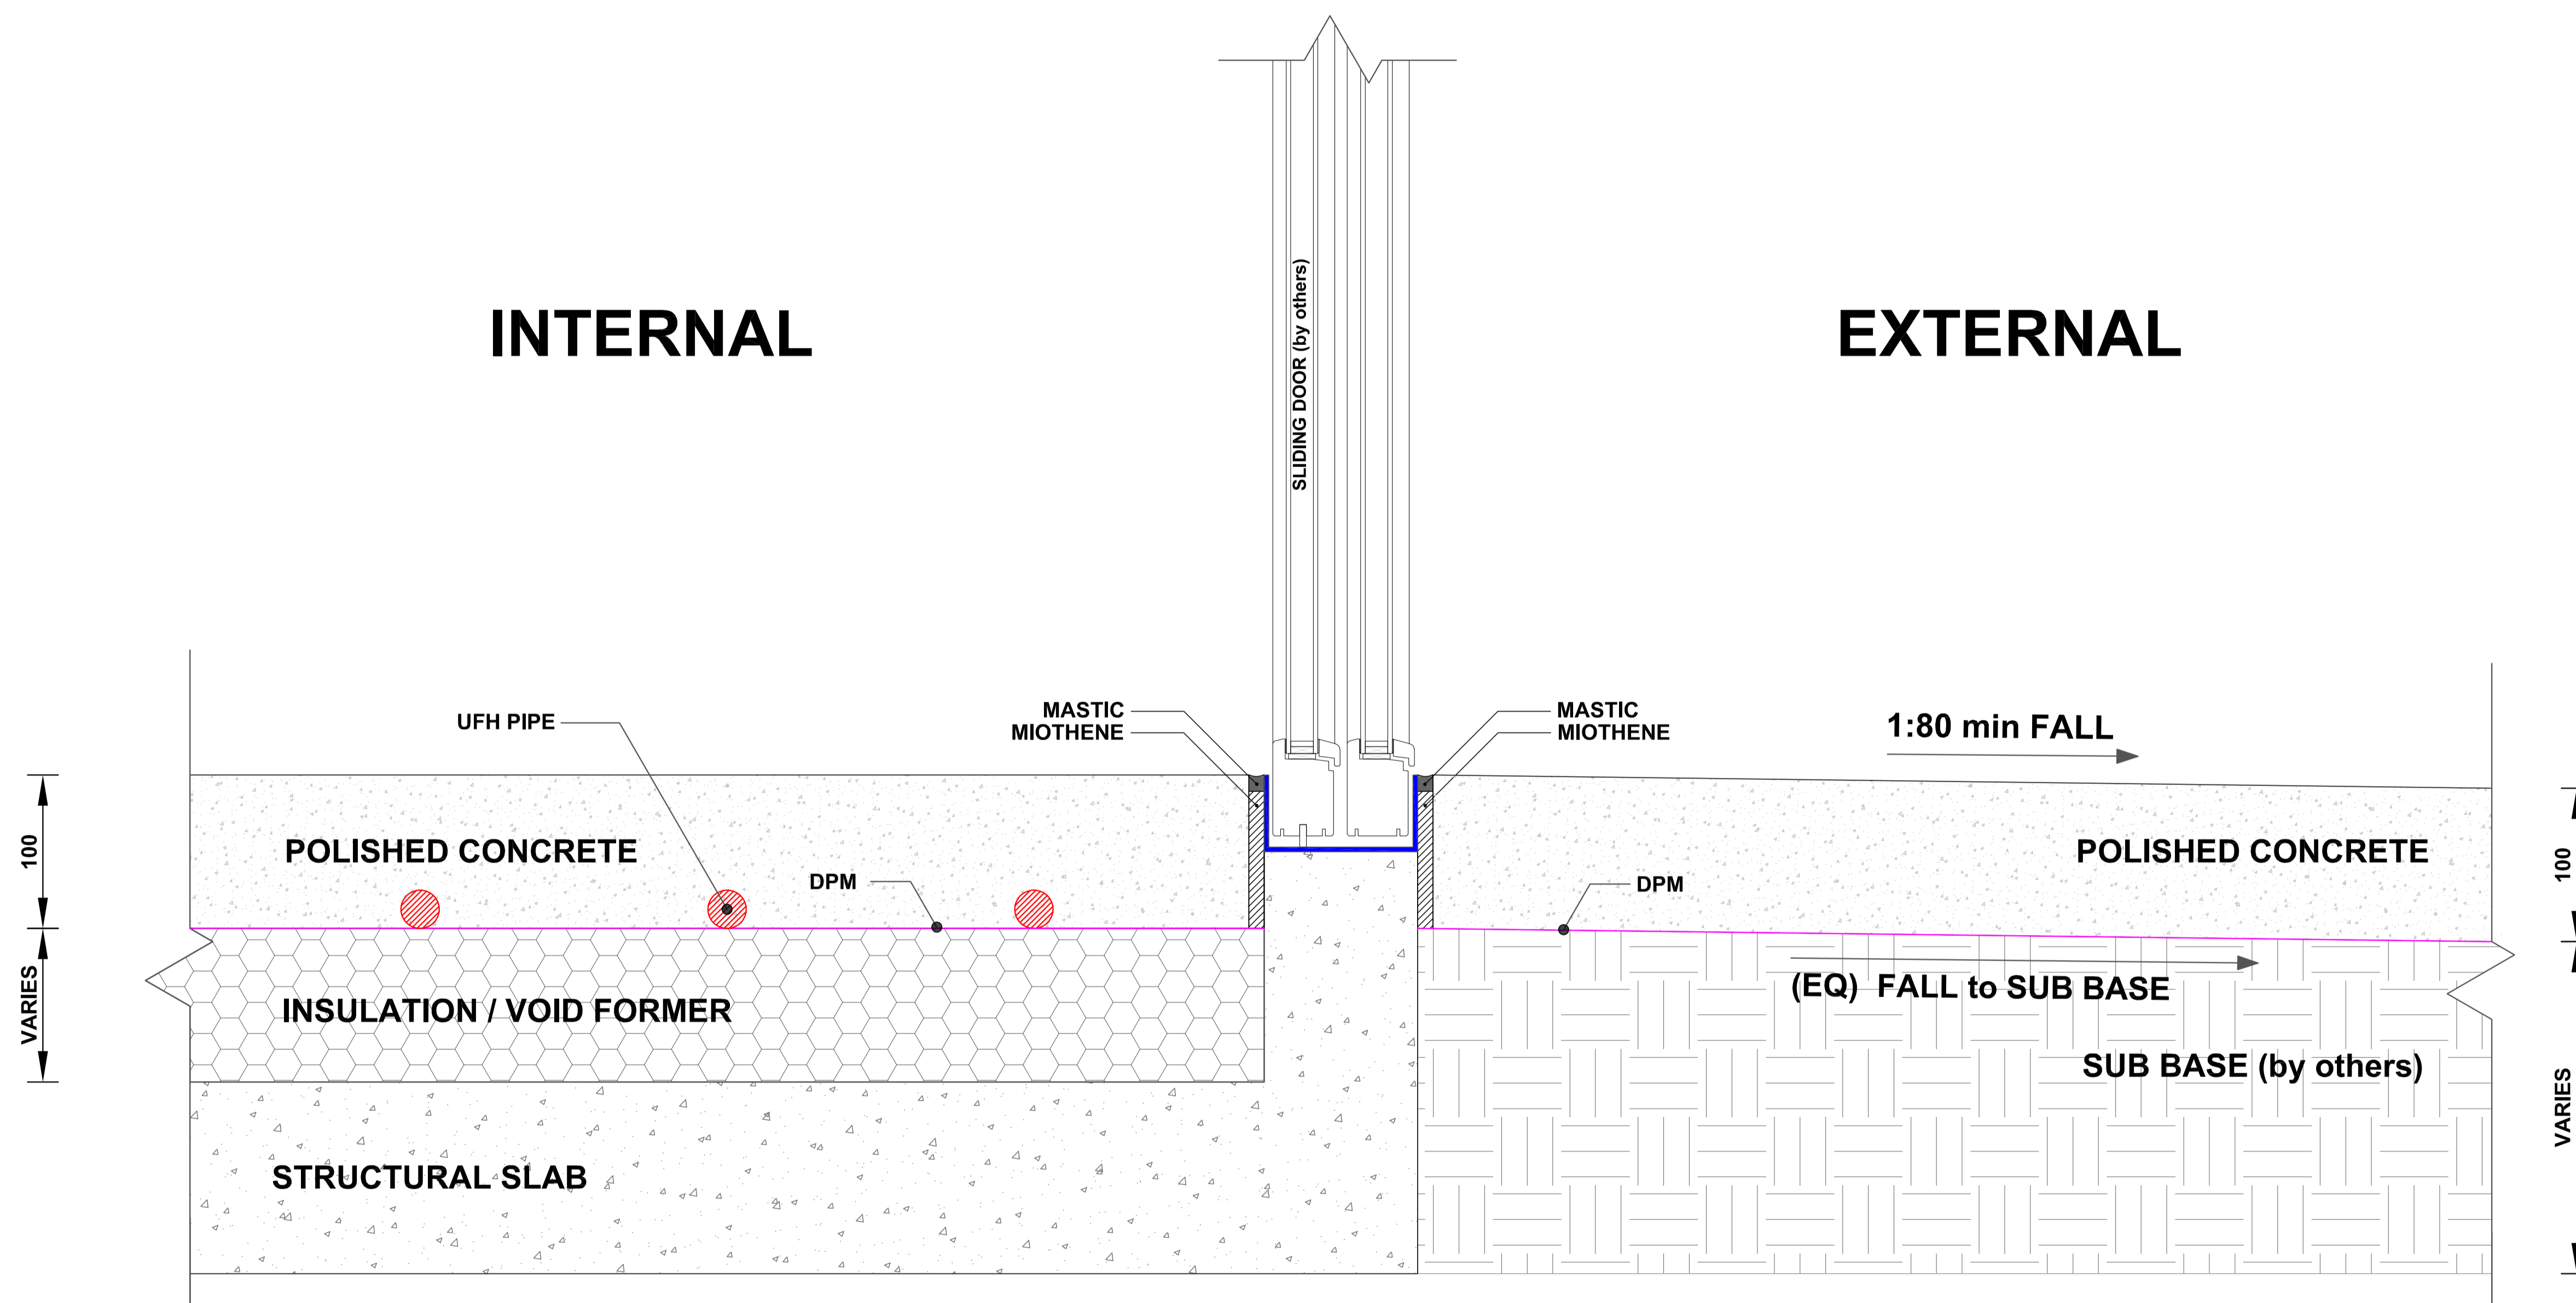 SLIDING DOOR (by others)
INTERNAL
EXTERNAL
UFH PIPE
MASTIC
MIOTHENE
MASTIC
MIOTHENE
1:80 min FALL
100
POLISHED CONCRETE
DPM
POLISHED CONCRETE
DPM
100
VARIES
INSULATION / VOID FORMER
(EQ) FALL to SUB BASE
SUB BASE (by others)
VARIES
STRUCTURAL SLAB